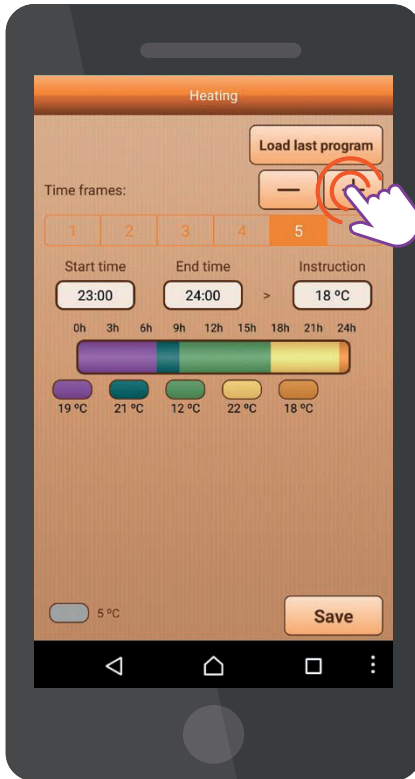 Heating
Load last program
Time frames:
— +
1 2 3 4 5
Start time End time Instruction
23:00 24:00 > 18 ºC
0h 3h 6h 9h 12h 15h 18h 21h 24h
19 ºC 21 ºC 12 ºC 22 ºC 18 ºC
5 ºC
Save